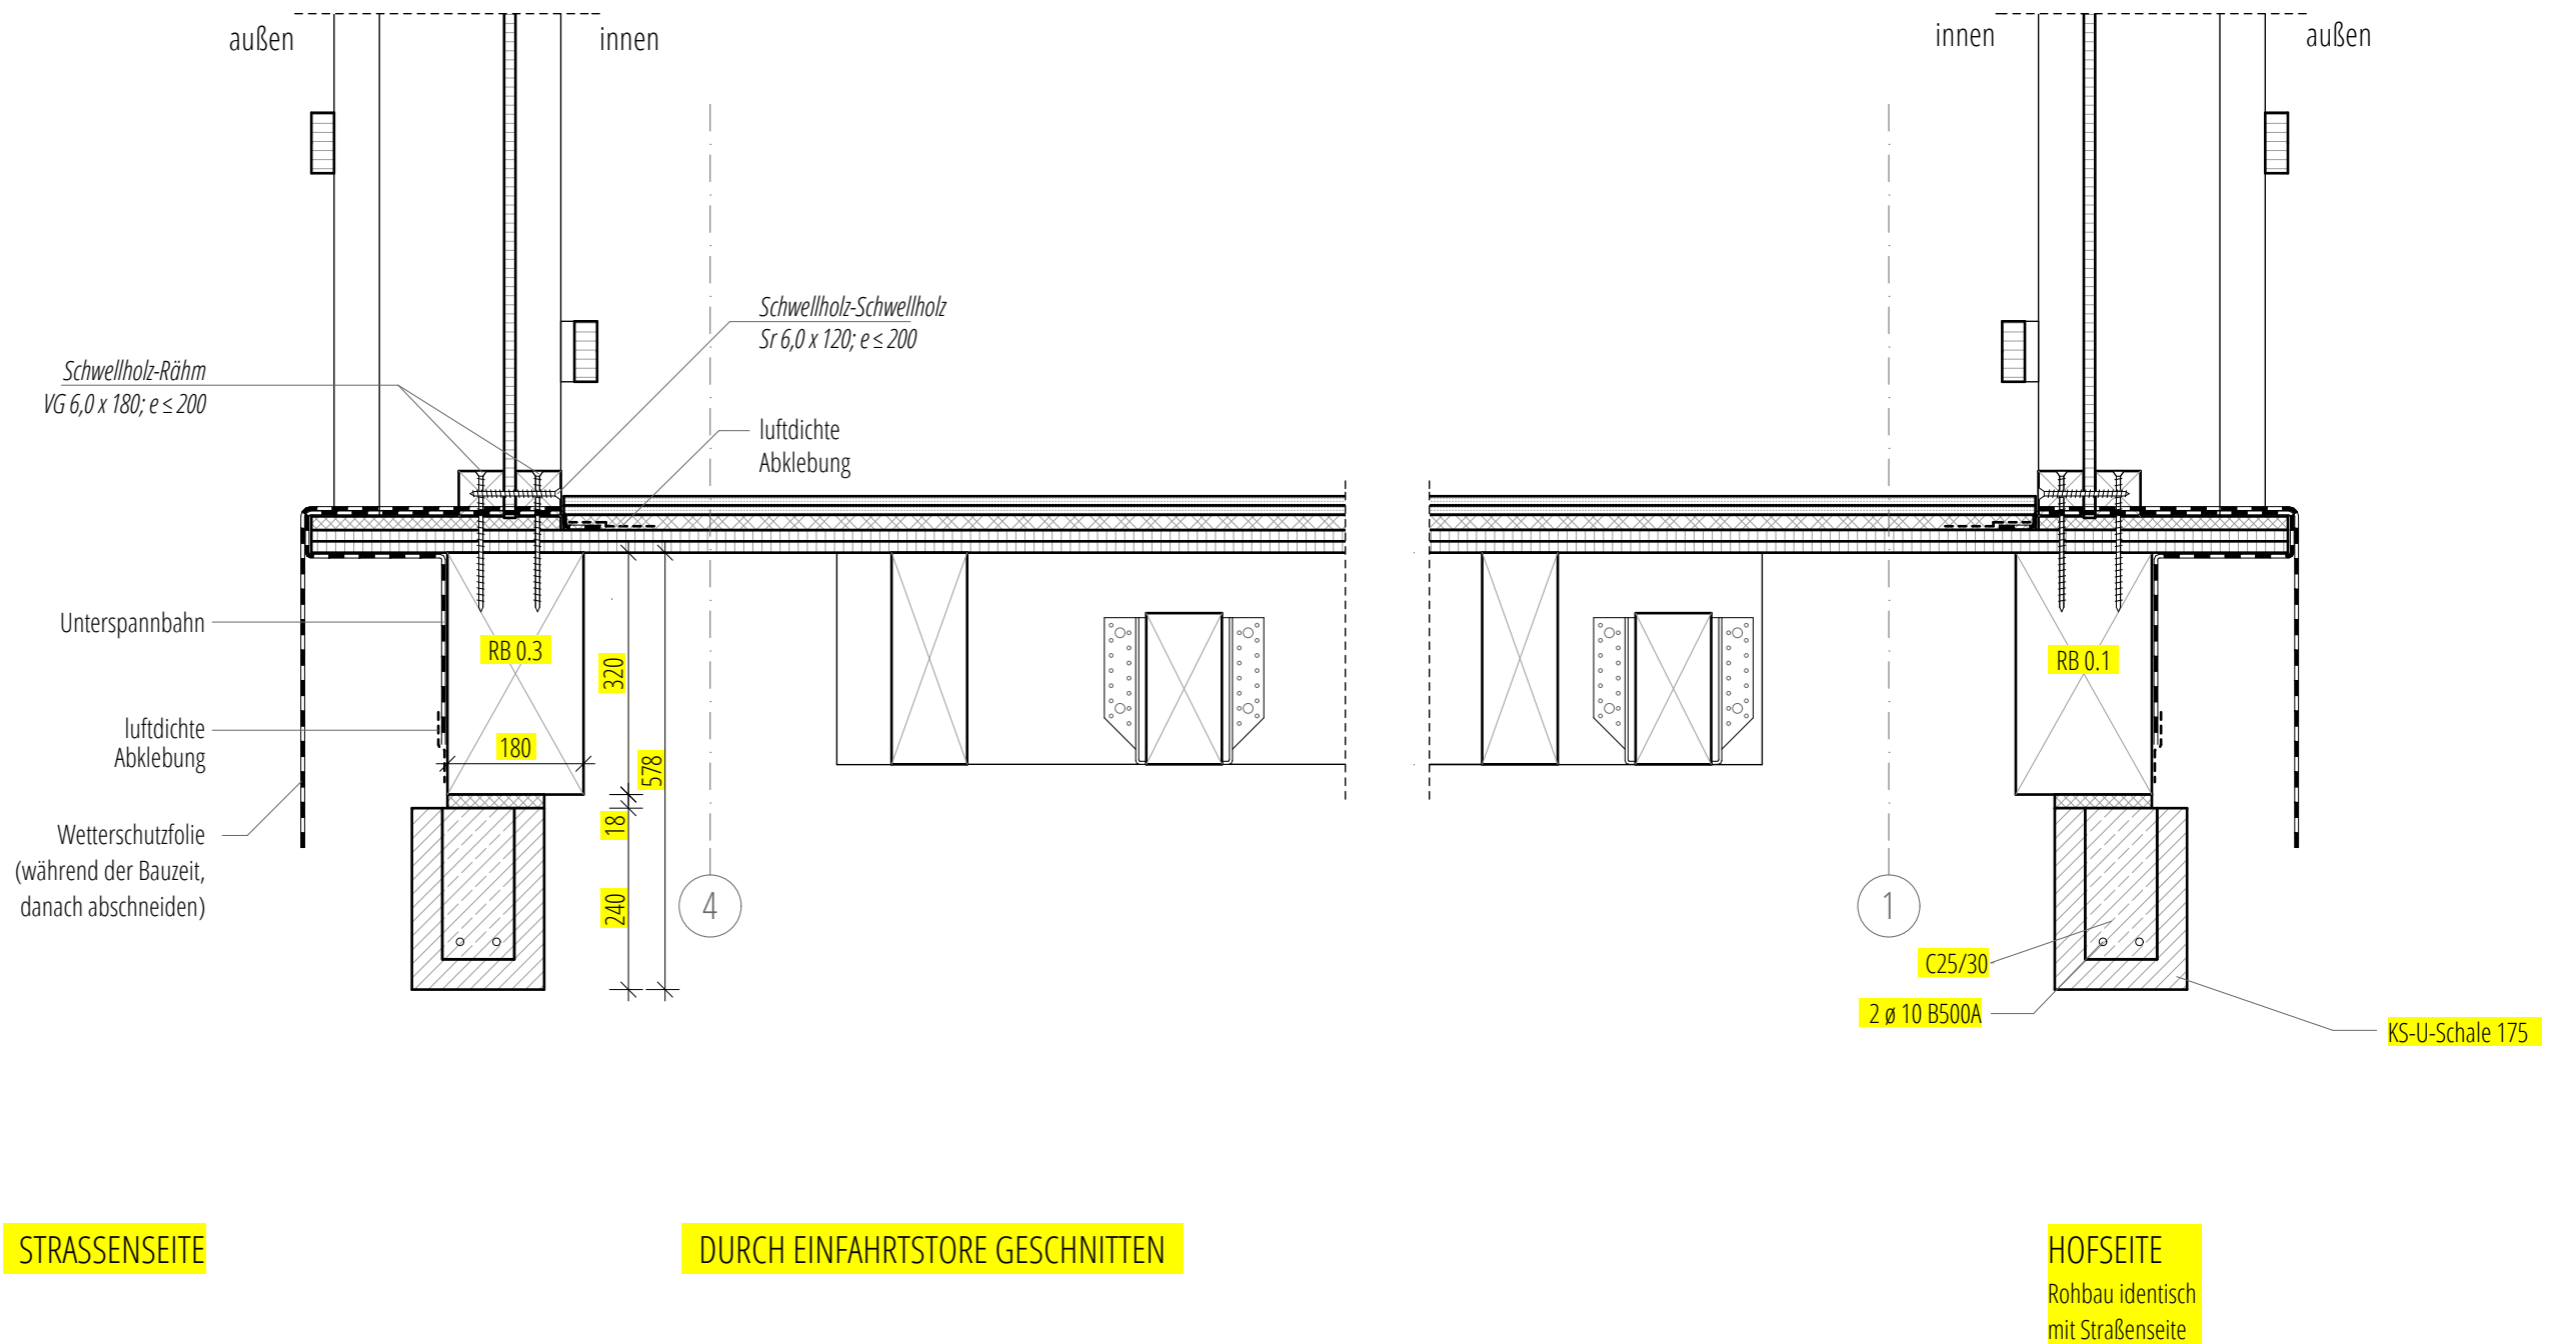 außen
innen
innen
außen
Schwellholz-Schwellholz
Sr 6,0 x 120; e ≤ 200
Schwellholz-Rähm
VG 6,0 x 180; e ≤ 200
luftdichte
Abklebung
Unterspannbahn
RB 0.3
RB 0.1
320
luftdichte
Abklebung
180
578
18
Wetterschutzfolie
(während der Bauzeit,
danach abschneiden)
240
4
1
C25/30
2 ø 10 B500A
KS-U-Schale 175
STRASSENSEITE
DURCH EINFAHRTSTORE GESCHNITTEN
HOFSEITE
Rohbau identisch
mit Straßenseite